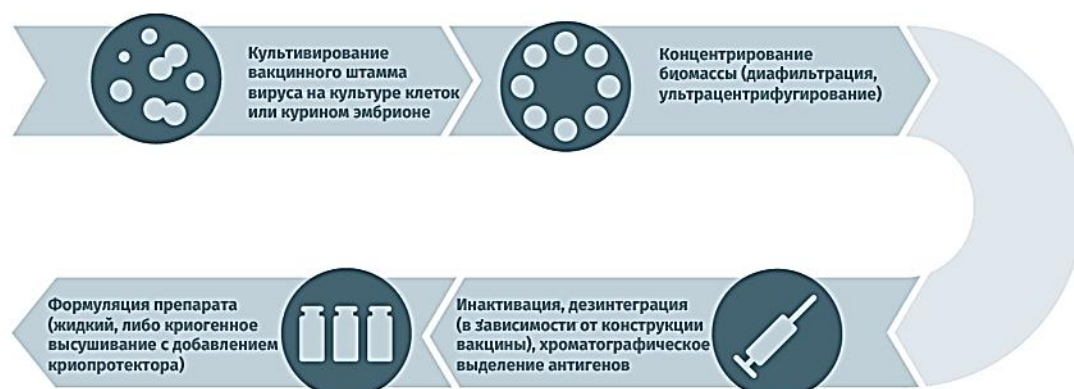 Культивирование
вакцинного штамма
вируса на культуре клеток
или курином эмбрионе
Концентрирование
биомассы (диафильтрация,
ультрацентрифугирование)
Инактивация, дезинтеграция
(в зависимости от конструкции
вакцины), хроматографическое
выделение антигенов
Формуляция препарата
(жидкий, либо криогенное
высушивание с добавлением
криопротектора)